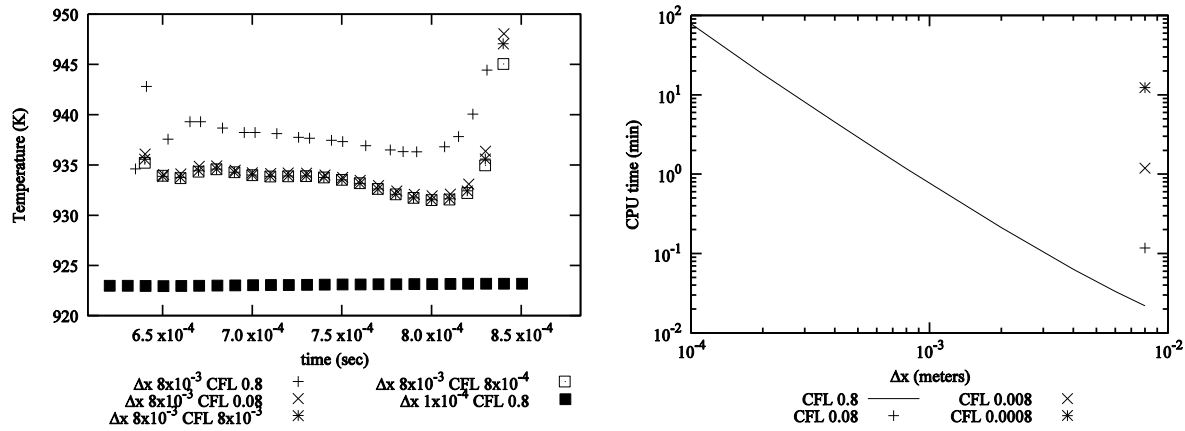 950
945
940
935
930
925
920
Temperature (K)
6.5 x10⁻⁴
7.0 x10⁻⁴
7.5 x10⁻⁴
8.0 x10⁻⁴
8.5 x10⁻⁴
time (sec)
Δx 8x10⁻³ CFL 0.8
Δx 8x10⁻³ CFL 0.08
Δx 8x10⁻³ CFL 8x10⁻³
Δx 8x10⁻³ CFL 8x10⁻⁴
Δx 1x10⁻⁴ CFL 0.8
10²
10¹
10⁰
10⁻¹
10⁻²
CPU time (min)
10⁻⁴
10⁻³
10⁻²
Δx (meters)
CFL 0.8
CFL 0.08
CFL 0.008
CFL 0.0008